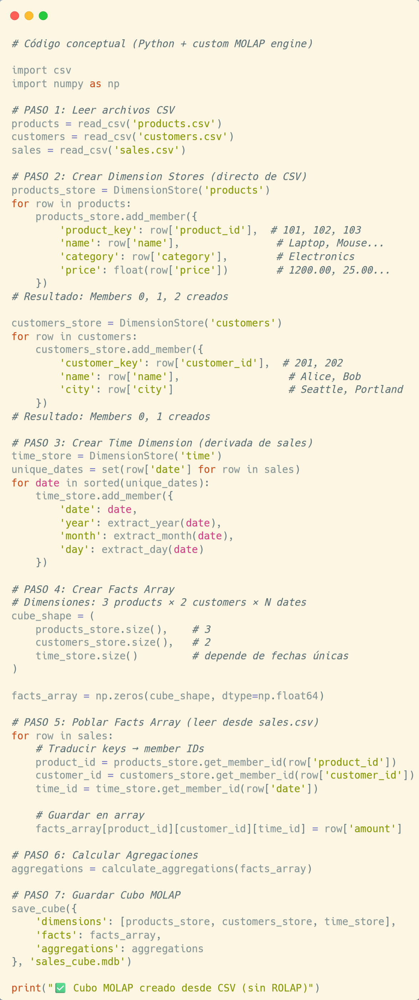 # Código conceptual (Python + custom MOLAP engine)

import csv
import numpy as np

# PASO 1: Leer archivos CSV
products = read_csv('products.csv')
customers = read_csv('customers.csv')
sales = read_csv('sales.csv')

# PASO 2: Crear Dimension Stores (directo de CSV)
products_store = DimensionStore('products')
for row in products:
    products_store.add_member({
        'product_key': row['product_id'],  # 101, 102, 103
        'name': row['name'],                # Laptop, Mouse...
        'category': row['category'],        # Electronics
        'price': float(row['price'])        # 1200.00, 25.00...
    })
# Resultado: Members 0, 1, 2 creados

customers_store = DimensionStore('customers')
for row in customers:
    customers_store.add_member({
        'customer_key': row['customer_id'],  # 201, 202
        'name': row['name'],                  # Alice, Bob
        'city': row['city']                   # Seattle, Portland
    })
# Resultado: Members 0, 1 creados

# PASO 3: Crear Time Dimension (derivada de sales)
time_store = DimensionStore('time')
unique_dates = set(row['date'] for row in sales)
for date in sorted(unique_dates):
    time_store.add_member({
        'date': date,
        'year': extract_year(date),
        'month': extract_month(date),
        'day': extract_day(date)
    })

# PASO 4: Crear Facts Array
# Dimensiones: 3 products × 2 customers × N dates
cube_shape = (
    products_store.size(),    # 3
    customers_store.size(),   # 2
    time_store.size()         # depende de fechas únicas
)

facts_array = np.zeros(cube_shape, dtype=np.float64)

# PASO 5: Poblar Facts Array (leer desde sales.csv)
for row in sales:
    # Traducir keys → member IDs
    product_id = products_store.get_member_id(row['product_id'])
    customer_id = customers_store.get_member_id(row['customer_id'])
    time_id = time_store.get_member_id(row['date'])

    # Guardar en array
    facts_array[product_id][customer_id][time_id] = row['amount']

# PASO 6: Calcular Agregaciones
aggregations = calculate_aggregations(facts_array)

# PASO 7: Guardar Cubo MOLAP
save_cube({
    'dimensions': [products_store, customers_store, time_store],
    'facts': facts_array,
    'aggregations': aggregations
}, 'sales_cube.mdb')

print("✅ Cubo MOLAP creado desde CSV (sin ROLAP)")